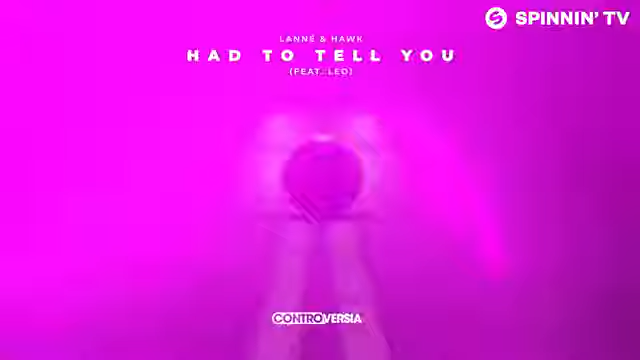 SPINNIN' TV
LANNÉ & HAWK
HAD TO TELL YOU
(FEAT. LEO)
CONTROVERSIA